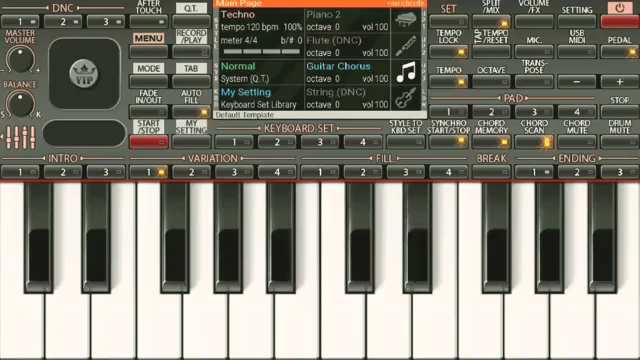 DNC
1 2 3
AFTER TOUCH
Q.T.
MASTER VOLUME
- +
MENU
RECORD /PLAY
VIP
MODE
TAB
BALANCE
S K
FADE IN/OUT
AUTO FILL
START /STOP
MY SETTING
Main Page
Techno
tempo 120 bpm 100%
meter 4/4 b/# 0
Normal
System (Q.T.)
My Setting
Keyboard Set Library
Default Template
Piano 2
octave 0 vol 100
Flute (DNC)
octave 0 vol 100
Guitar Chorus
octave 0 vol 100
String (DNC)
octave 0 vol 100
KEYBOARD SET
1 2 3 4
STYLE TO KBD SET
SET
SPLIT /MIX
VOLUME /FX
SETTING
TEMPO LOCK
TEMPO /RESET
MIC.
USB MIDI
PEDAL
TEMPO
OCTAVE
TRANS-POSE
- +
PAD
STOP
1 2 3 4
SYNCHRO START/STOP
CHORD MEMORY
CHORD SCAN
CHORD MUTE
DRUM MUTE
INTRO
1 2 3
VARIATION
1 2 3 4
FILL
1 2 3 4
BREAK
ENDING
1 2 3